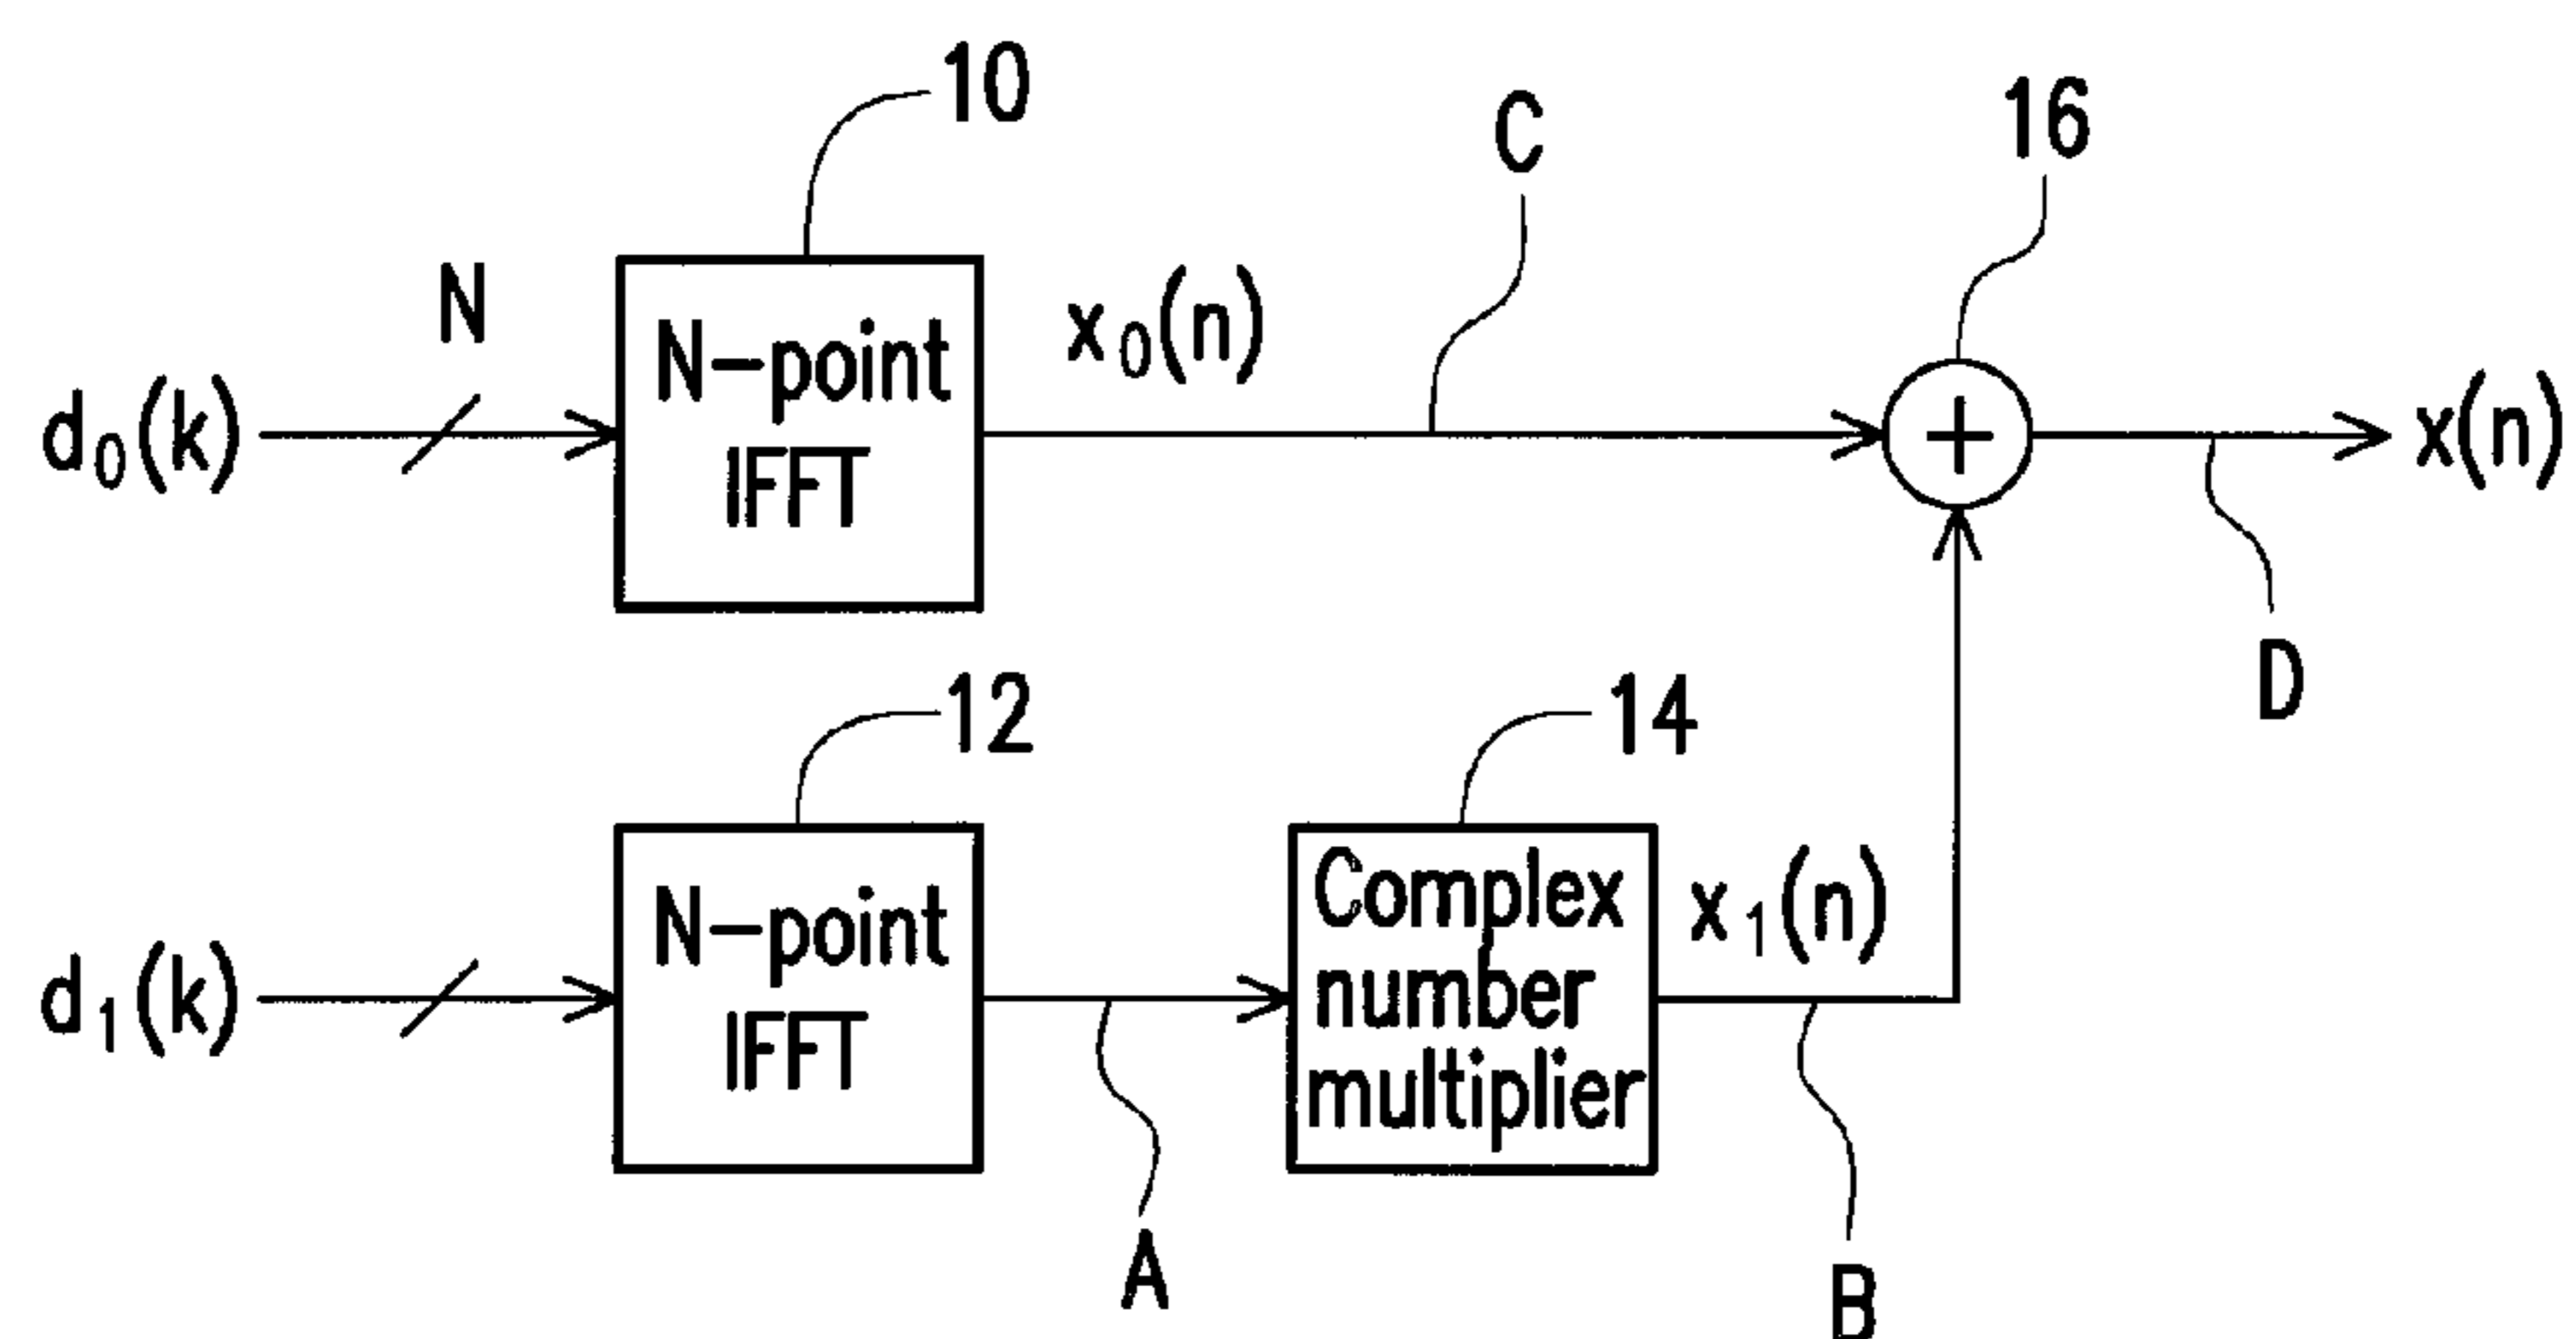 10
C
16
N
N-point
IFFT
x₀(n)
d₀(k)
x(n)
D
12
14
N-point
IFFT
Complex
number
multiplier
x₁(n)
d₁(k)
A
B